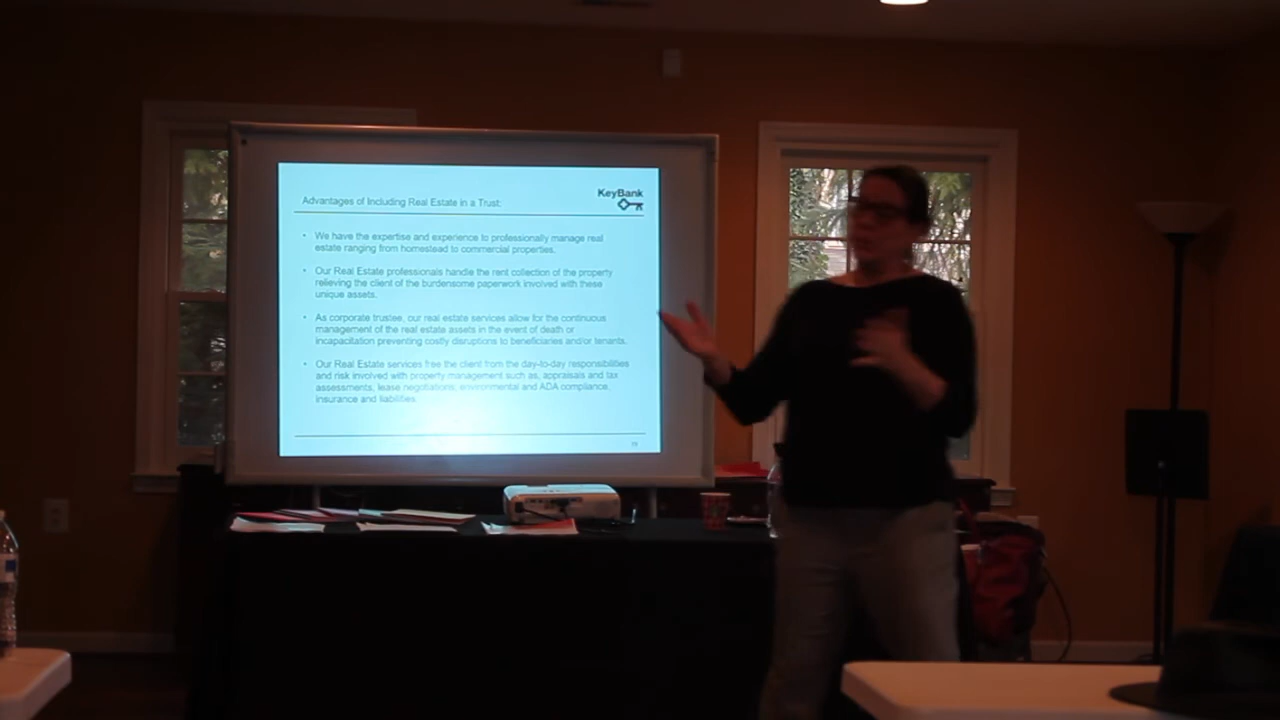 KeyBank
Advantages of Including Real Estate in a Trust:
• We have the expertise and experience to professionally manage real
estate ranging from homestead to commercial properties.
• Our Real Estate professionals handle the rent collection of the property
relieving the client of the burdensome paperwork involved with these
unique assets.
• As corporate trustee, our real estate services allow for the continuous
management of the real estate assets in the event of death or
incapacitation preventing costly disruptions to beneficiaries and/or tenants.
• Our Real Estate services free the client from the day-to-day responsibilities
and risk involved with property management such as, appraisals and tax
assessments, lease negotiations, environmental and ADA compliance,
insurance and liabilities.